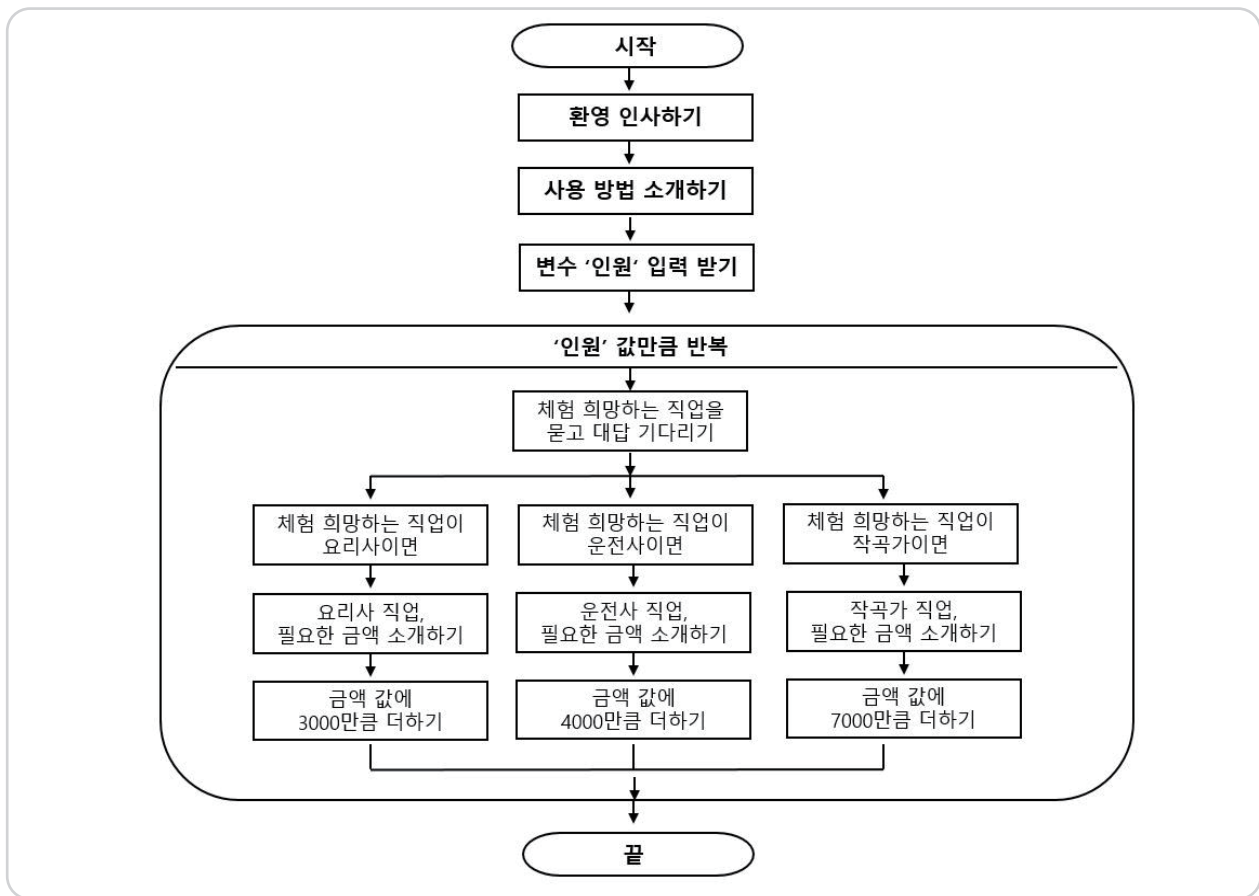 시작
환영 인사하기
사용 방법 소개하기
변수 ‘인원‘ 입력 받기
‘인원’ 값만큼 반복
체험 희망하는 직업을
묻고 대답 기다리기
체험 희망하는 직업이
요리사이면
체험 희망하는 직업이
운전사이면
체험 희망하는 직업이
작곡가이면
요리사 직업,
필요한 금액 소개하기
운전사 직업,
필요한 금액 소개하기
작곡가 직업,
필요한 금액 소개하기
금액 값에
3000만큼 더하기
금액 값에
4000만큼 더하기
금액 값에
7000만큼 더하기
끝